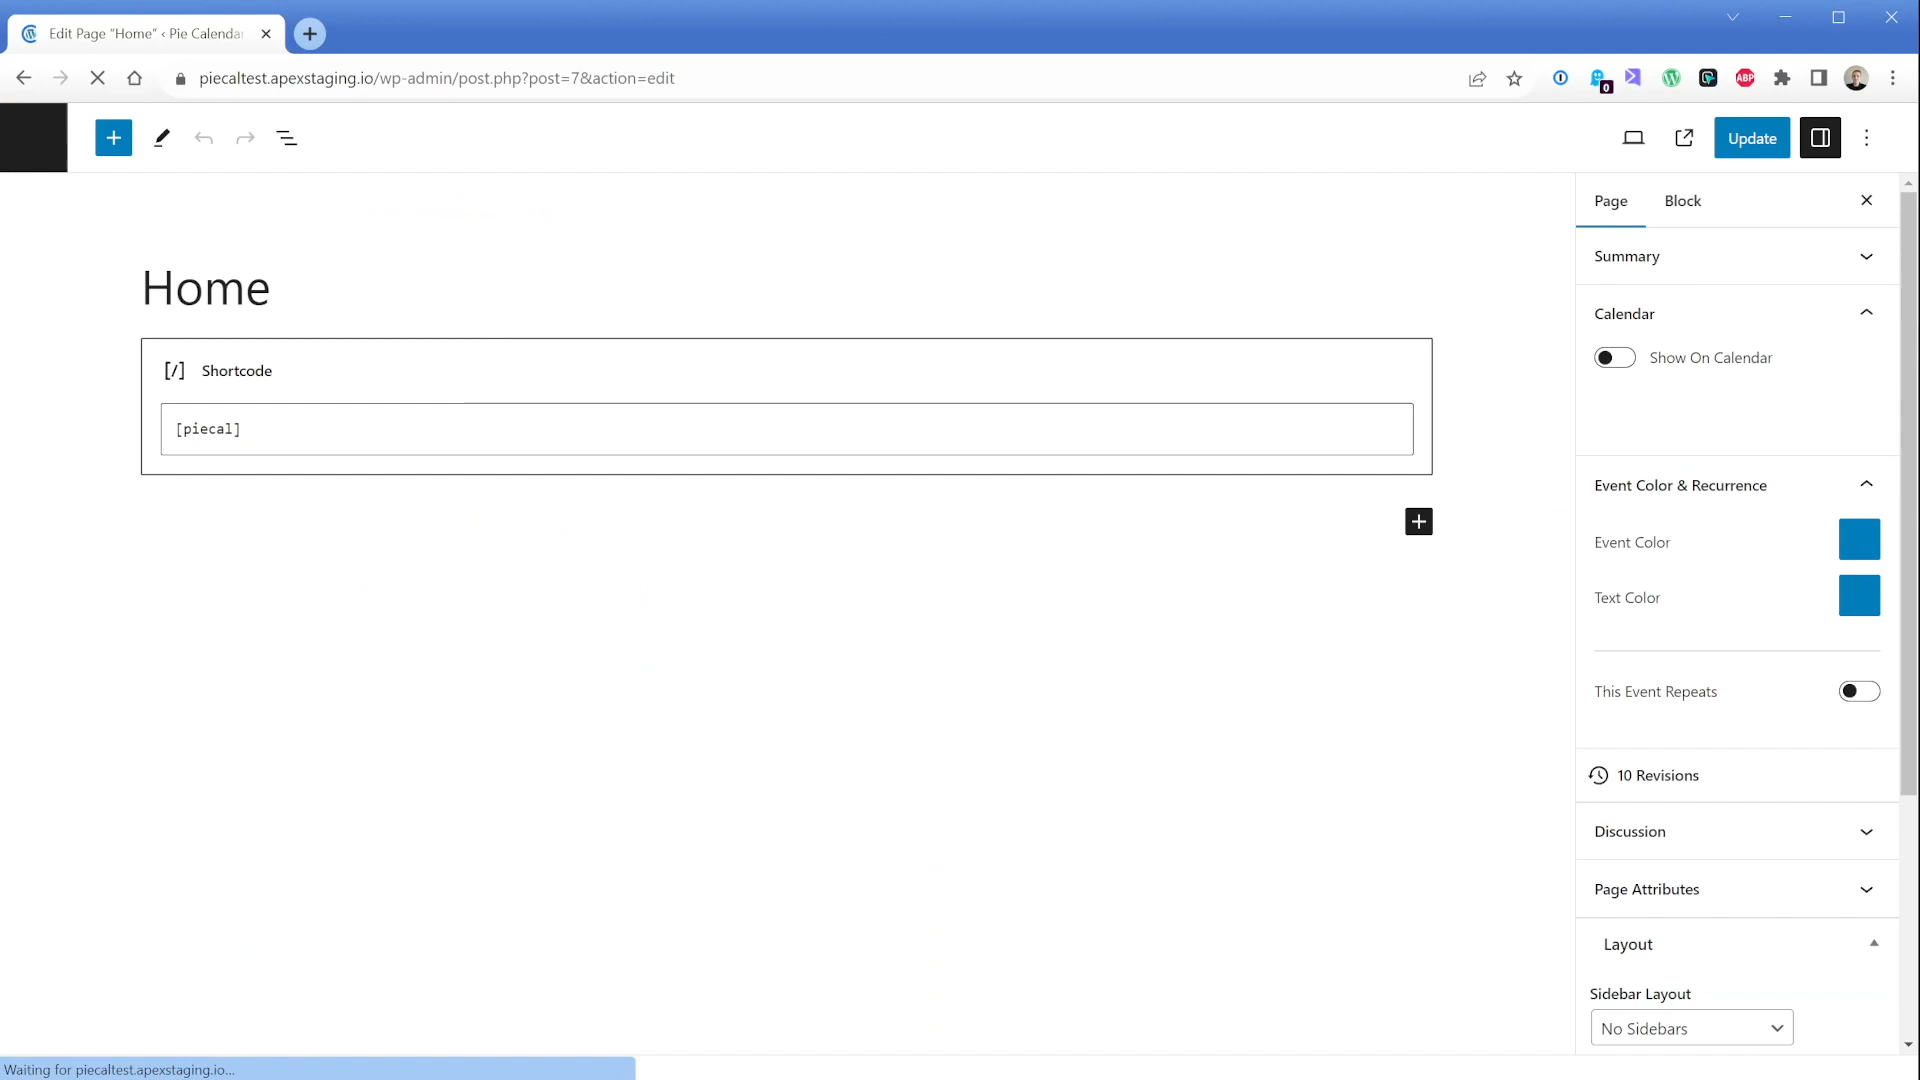 Edit Page "Home" ‹ Pie Calendar
piecaltest.apexstaging.io/wp-admin/post.php?post=7&action=edit
0
ABP
Update
Page
Block
Summary
Home
Calendar
Show On Calendar
[/] Shortcode
[piecal]
Event Color & Recurrence
Event Color
Text Color
This Event Repeats
10 Revisions
Discussion
Page Attributes
Layout
Sidebar Layout
No Sidebars
Waiting for piecaltest.apexstaging.io...